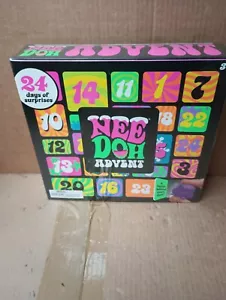 NEE DOH ADVENT
24
days of
surprises
14
11
1
7
10
18
22
12
24
13
3
20
16
23
NEE
DOH
ADVENT